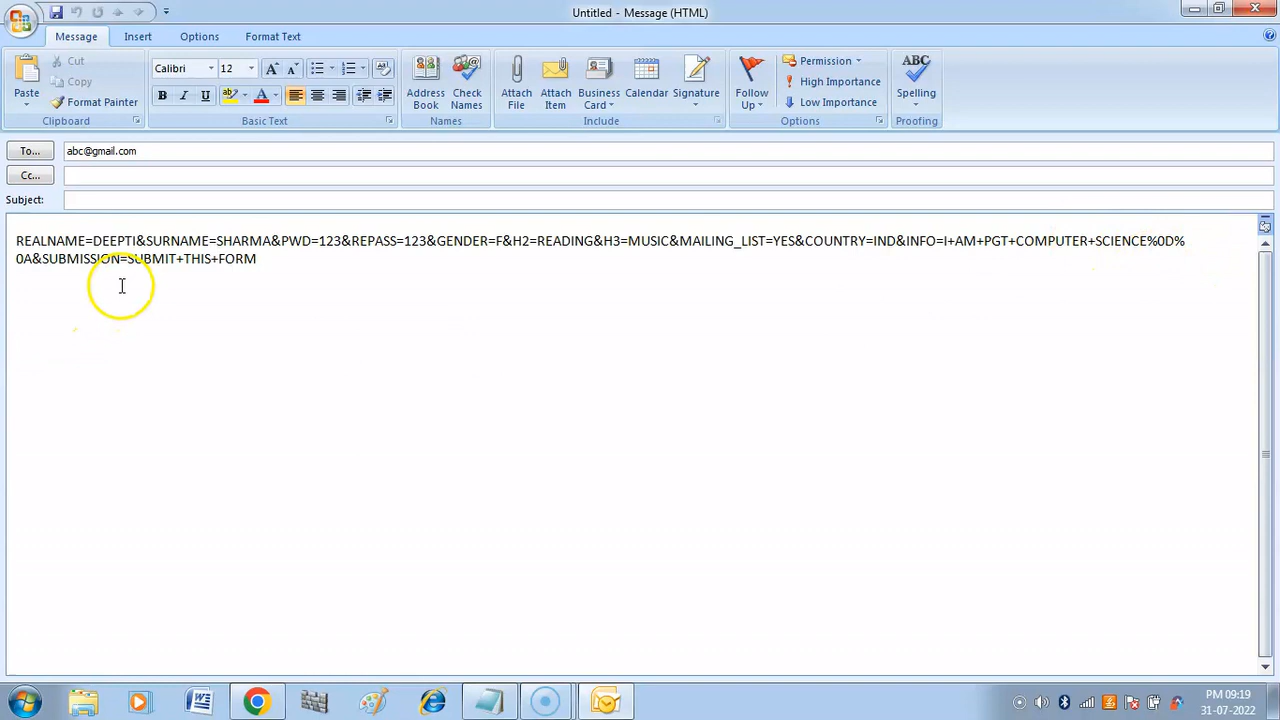 Untitled - Message (HTML)
Message Insert Options Format Text
Paste
Cut
Copy
Format Painter
Clipboard
Calibri 12
B I U
Basic Text
Address Book
Check Names
Names
Attach File
Attach Item
Business Card
Calendar
Signature
Include
Follow Up
Permission
High Importance
Low Importance
Options
ABC
Spelling
Proofing
To... abc@gmail.com
Cc...
Subject:
REALNAME=DEEPTI&SURNAME=SHARMA&PWD=123&REPASS=123&GENDER=F&H2=READING&H3=MUSIC&MAILING_LIST=YES&COUNTRY=IND&INFO=I+AM+PGT+COMPUTER+SCIENCE%0D%
0A&SUBMISSION=SUBMIT+THIS+FORM
PM 09:19
31-07-2022